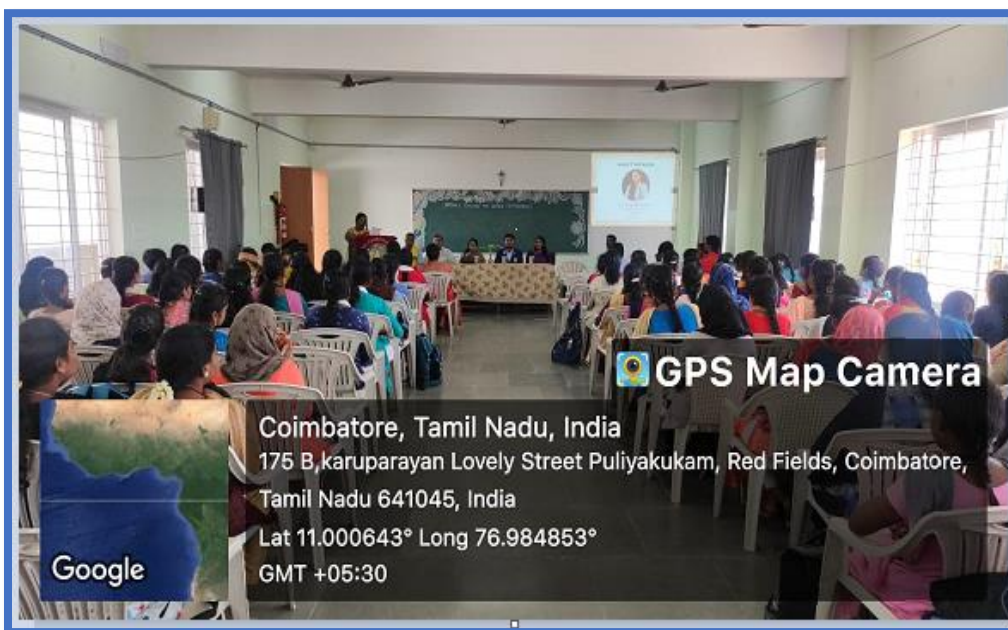 GPS Map Camera
Coimbatore, Tamil Nadu, India
175 B,karuparayan Lovely Street Puliyakukam, Red Fields, Coimbatore,
Tamil Nadu 641045, India
Lat 11.000643° Long 76.984853°
GMT +05:30
Google